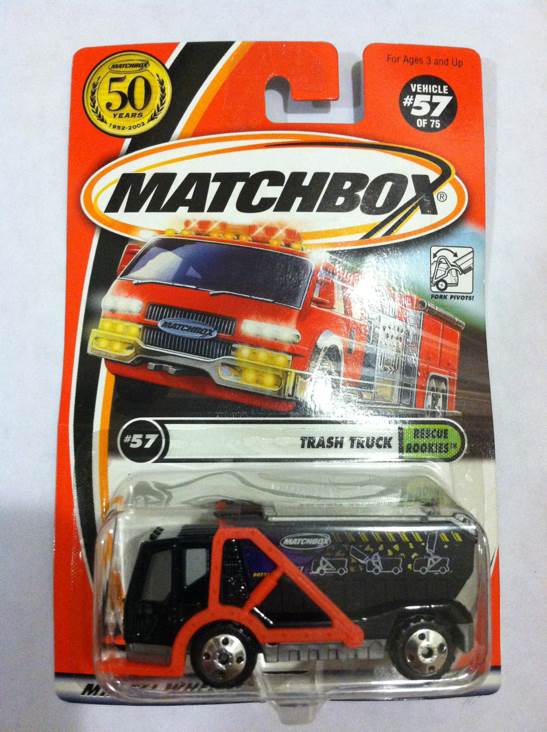 For Ages 3 and Up
MATCHBOX
50
YEARS
1952-2002
VEHICLE
#57
OF 75
MATCHBOX®
FORK PIVOTS!
MATCHBOX
#57
TRASH TRUCK
RESCUE
ROOKIES™
MATCHBOX